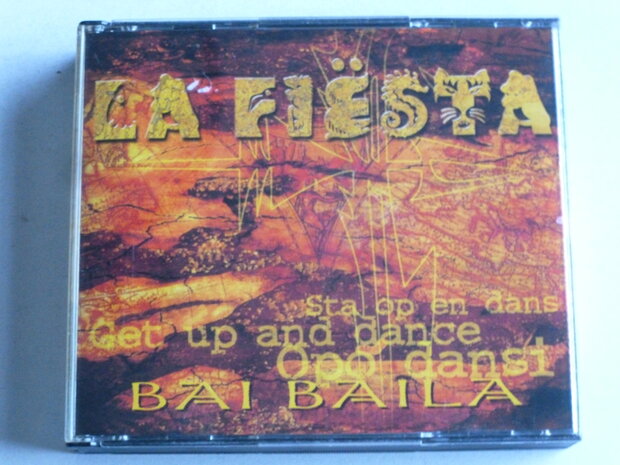 LA FIËSTA
Sta op en dans
Get up and dance
Opo dansi
BAI BAILA